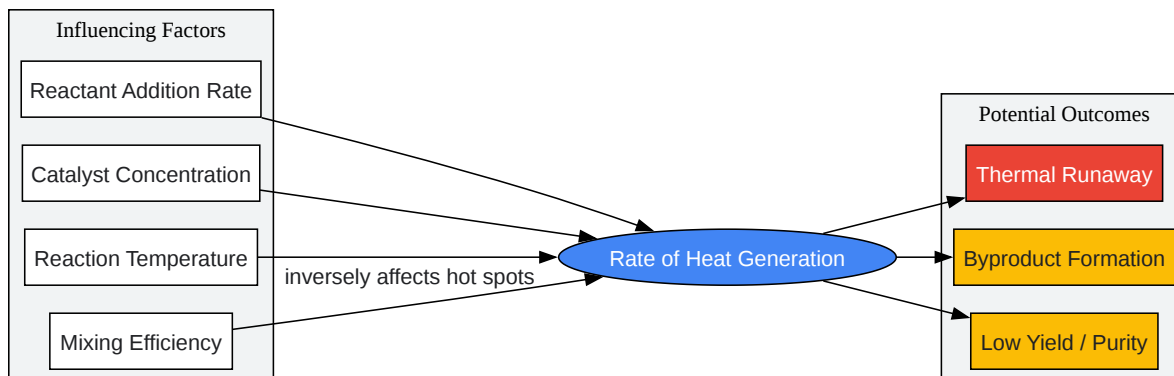 Influencing Factors
Reactant Addition Rate
Catalyst Concentration
Reaction Temperature
Mixing Efficiency
inversely affects hot spots
Rate of Heat Generation
Potential Outcomes
Thermal Runaway
Byproduct Formation
Low Yield / Purity